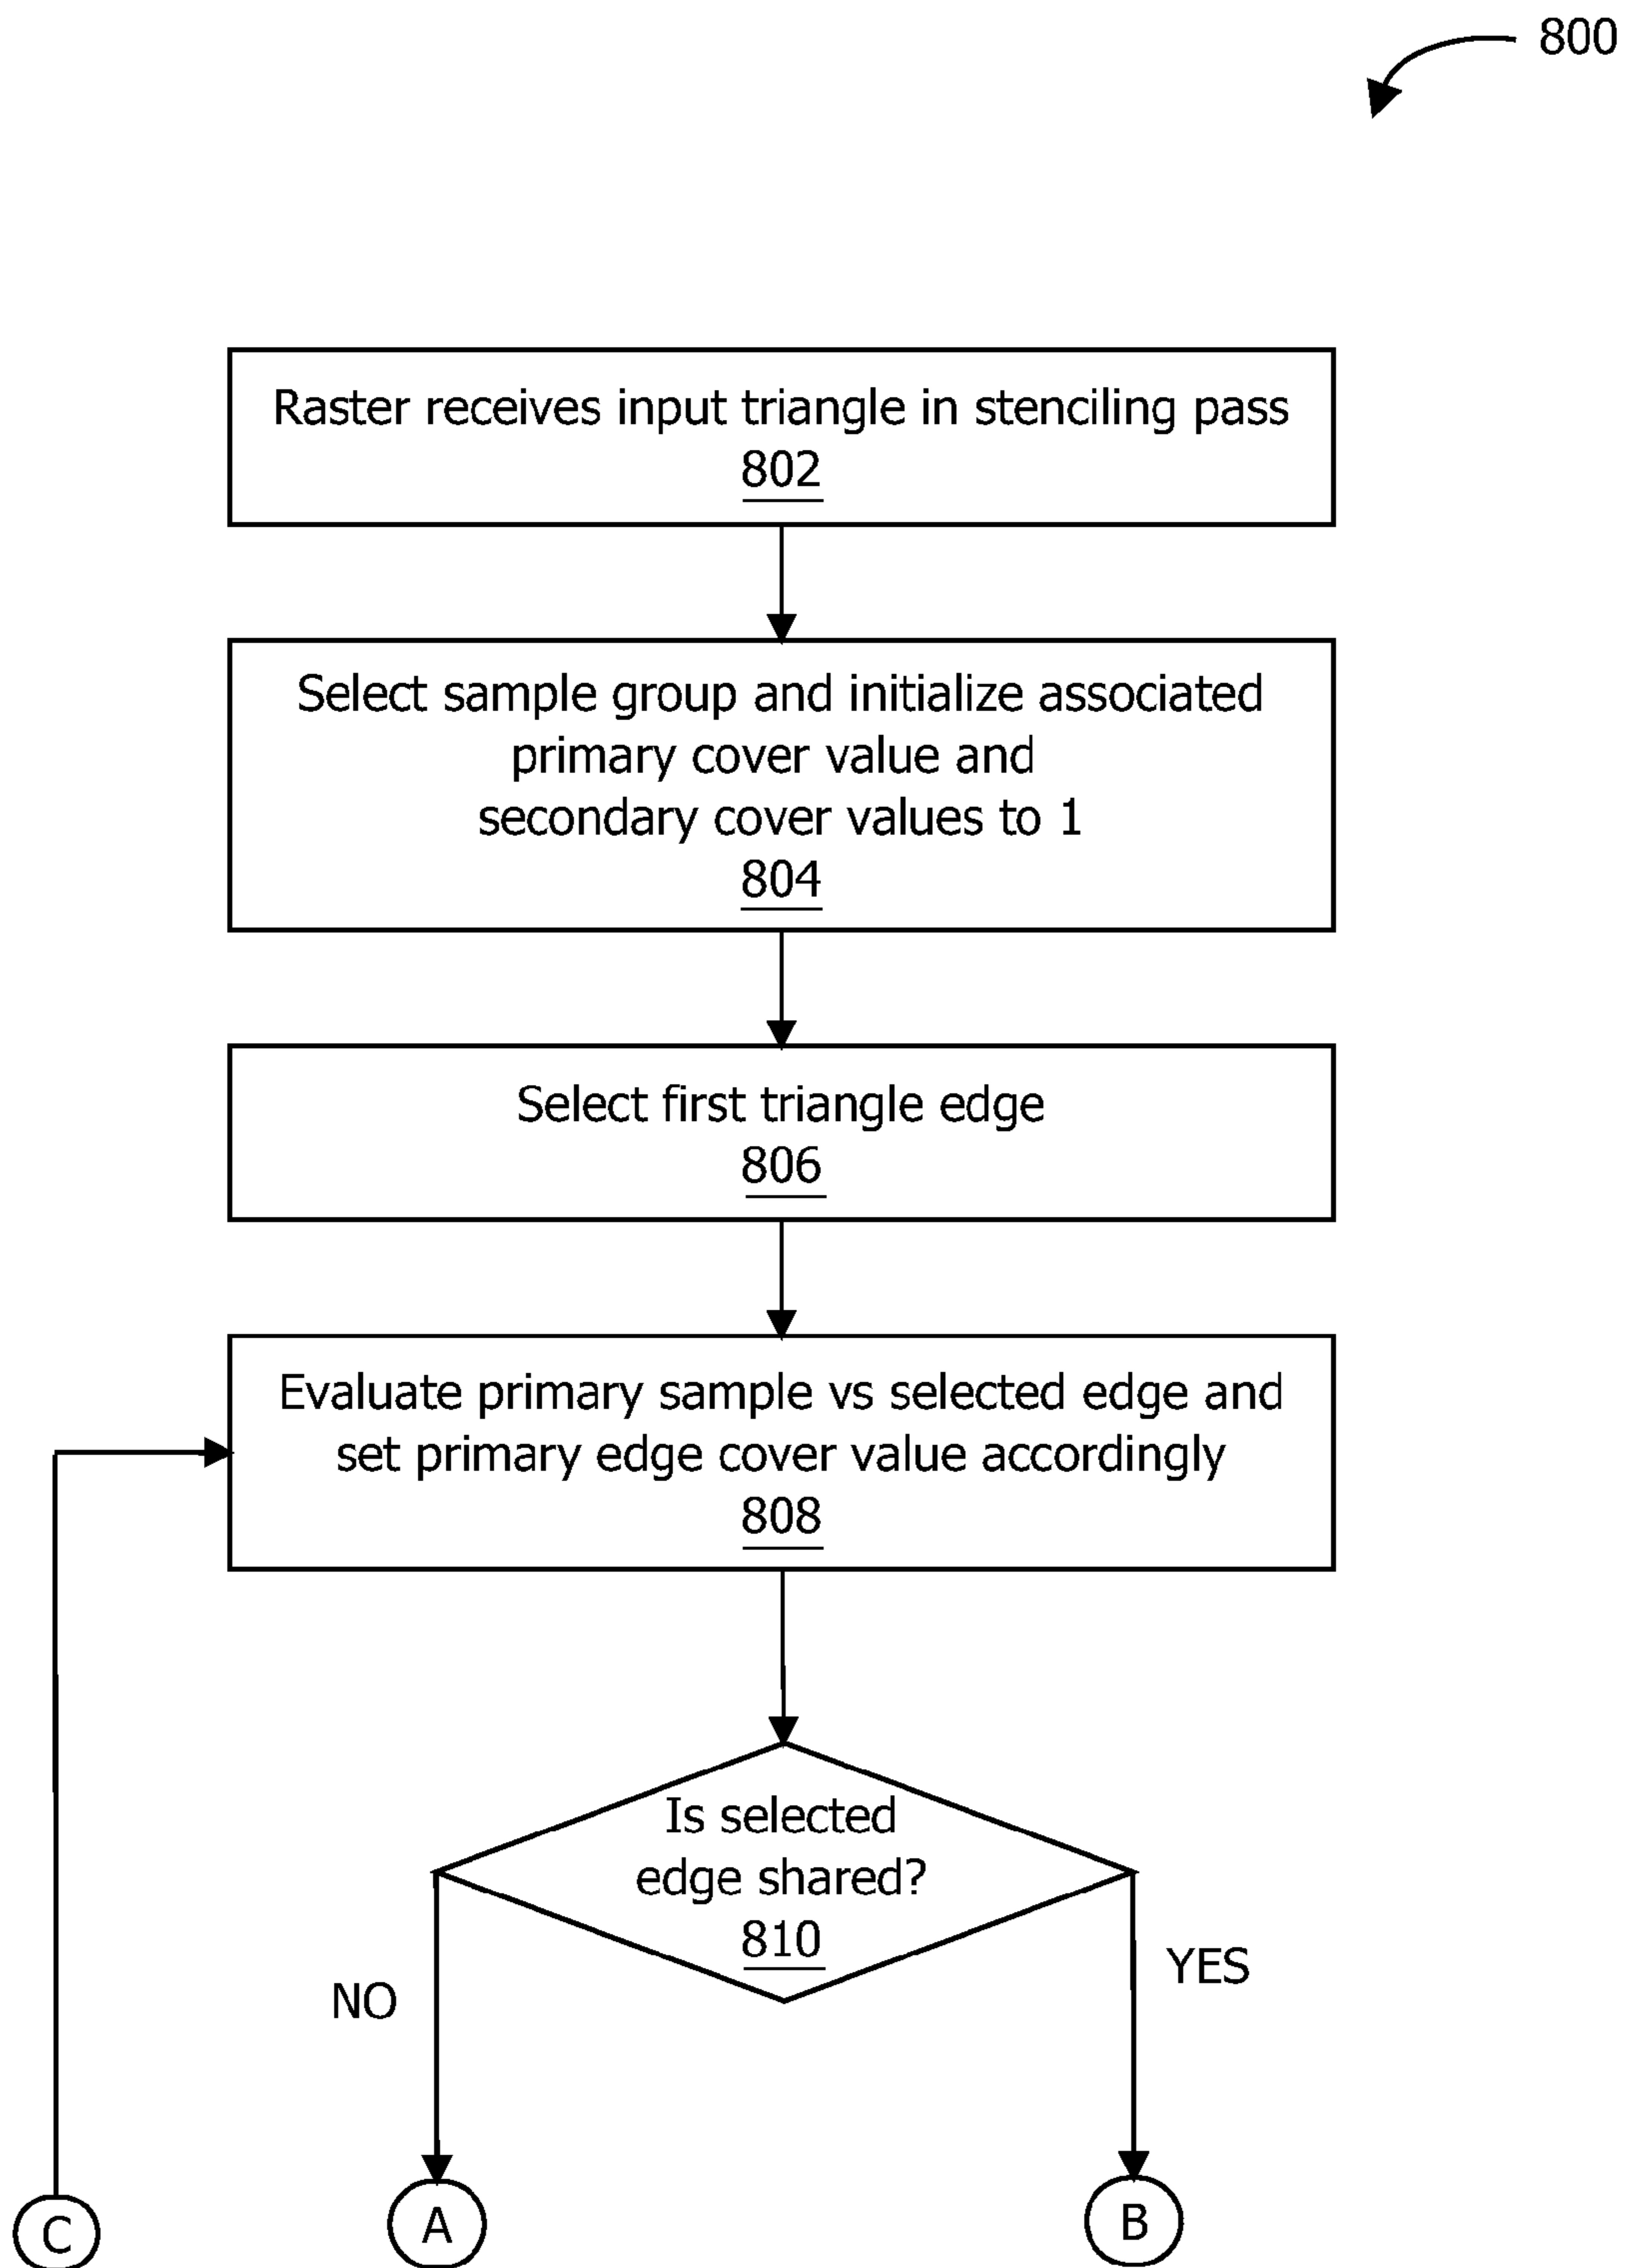 800
Raster receives input triangle in stenciling pass
802
Select sample group and initialize associated
primary cover value and
secondary cover values to 1
804
Select first triangle edge
806
Evaluate primary sample vs selected edge and
set primary edge cover value accordingly
808
Is selected
edge shared?
810
NO
YES
C
A
B